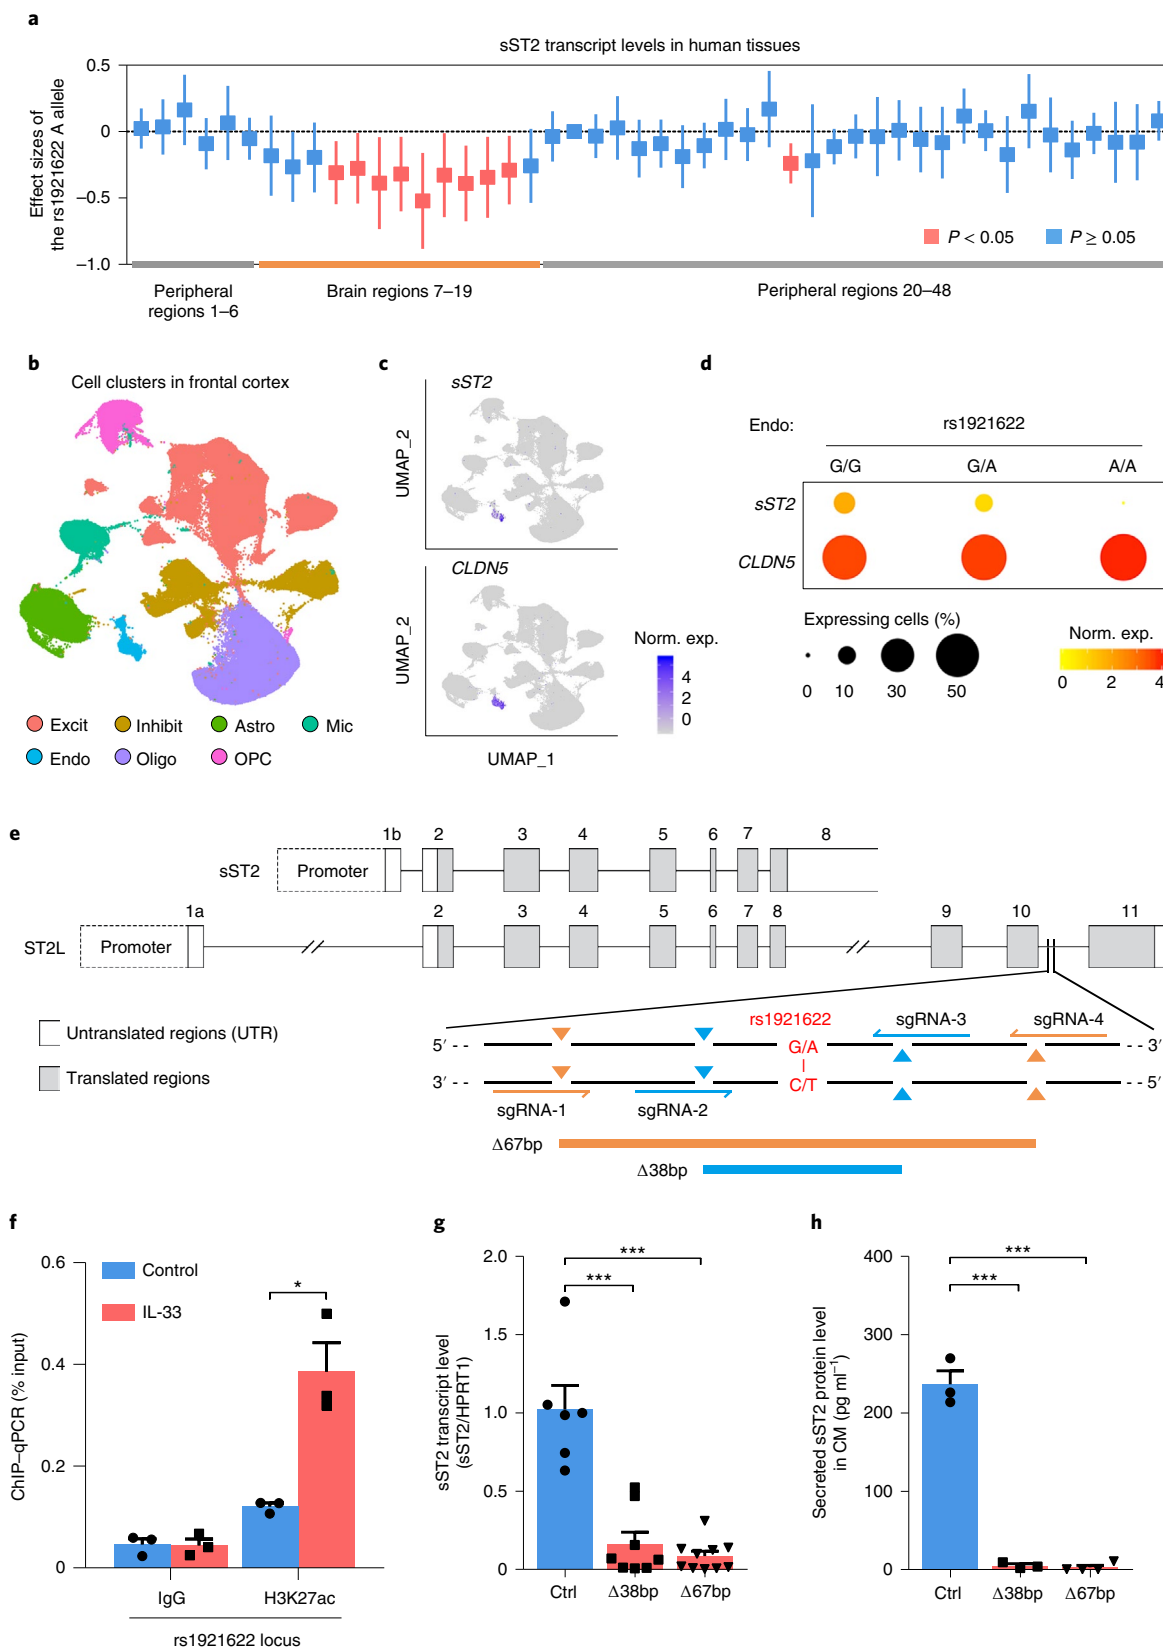 a
sST2 transcript levels in human tissues
Effect sizes of
the rs1921622 A allele
0.5
0
−0.5
−1.0
P < 0.05
P ≥ 0.05
Peripheral
regions 1–6
Brain regions 7–19
Peripheral regions 20–48
b
Cell clusters in frontal cortex
Excit
Inhibit
Astro
Mic
Endo
Oligo
OPC
c
sST2
UMAP_2
CLDN5
UMAP_2
UMAP_1
Norm. exp.
4
2
0
d
Endo:
rs1921622
G/G
G/A
A/A
sST2
CLDN5
Expressing cells (%)
0
10
30
50
Norm. exp.
0
2
4
e
1b
2
3
4
5
6
7
8
sST2
Promoter
1a
2
3
4
5
6
7
8
9
10
11
ST2L
Promoter
Untranslated regions (UTR)
Translated regions
rs1921622
sgRNA-3
sgRNA-4
5′
G/A
3′
3′
C/T
5′
sgRNA-1
sgRNA-2
Δ67bp
Δ38bp
f
ChIP–qPCR (% input)
0.6
0.4
0.2
0
Control
IL-33
*
IgG
H3K27ac
rs1921622 locus
g
sST2 transcript level
(sST2/HPRT1)
2.0
1.5
1.0
0.5
0
***
***
Ctrl
Δ38bp
Δ67bp
h
Secreted sST2 protein level
in CM (pg ml−1)
400
300
200
100
0
***
***
Ctrl
Δ38bp
Δ67bp